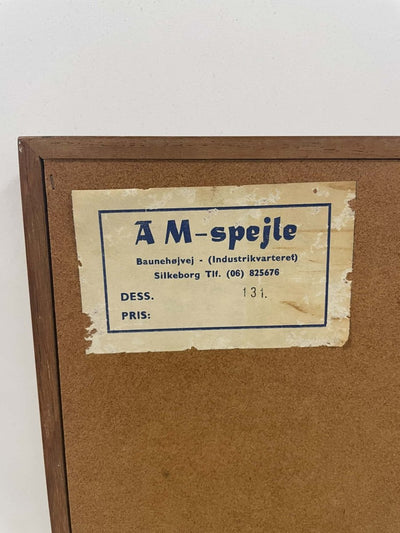 A M-spejle
Baunehøjvej - (Industrikvarteret)
Silkeborg Tlf. (06) 825676
DESS. 131.
PRIS: